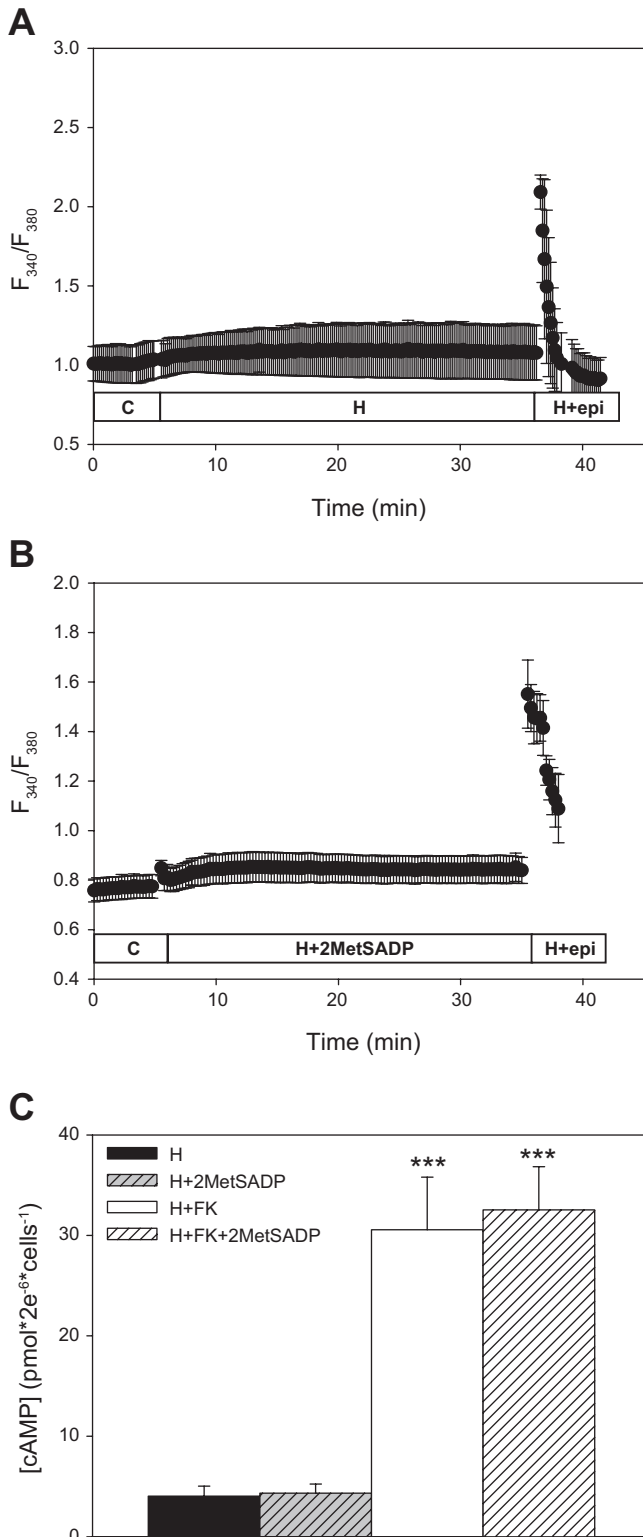 A
3.0
2.5
2.0
1.5
1.0
0.5
F340/F380
C H H+epi
0 10 20 30 40
Time (min)
B
2.0
1.8
1.6
1.4
1.2
1.0
0.8
0.6
0.4
F340/F380
C H+2MetSADP H+epi
0 10 20 30 40
Time (min)
C
40
30
20
10
0
[cAMP] (pmol*2e-6*cells-1)
H
H+2MetSADP
H+FK
H+FK+2MetSADP
*** ***